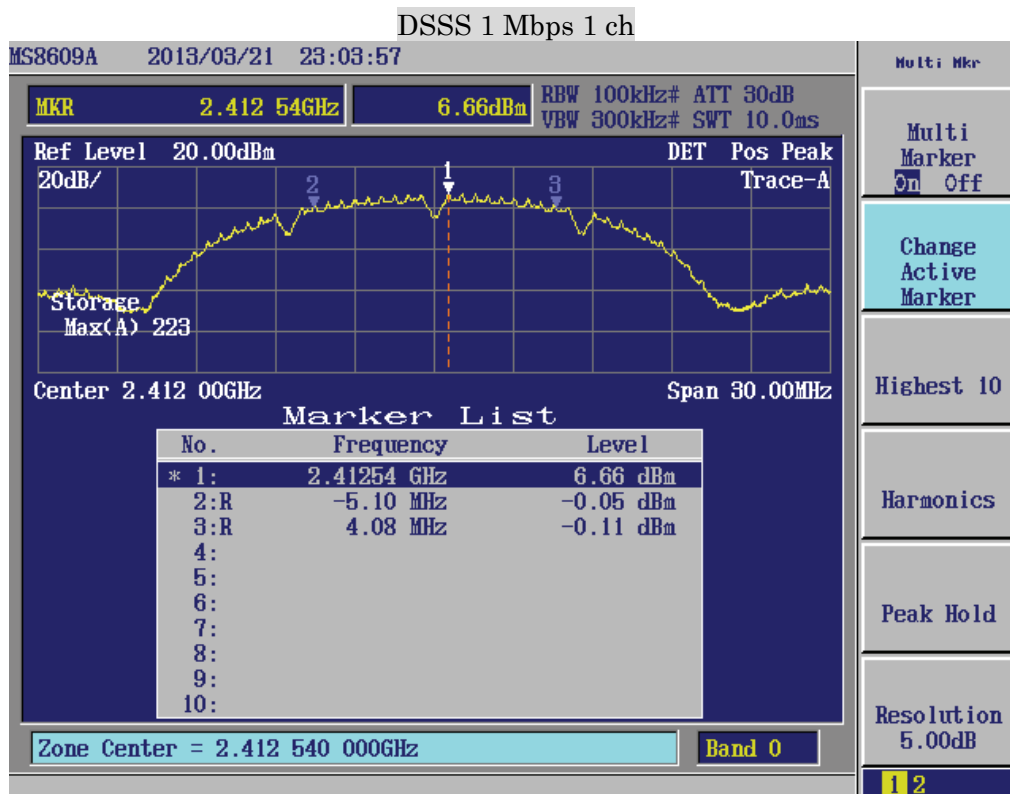 DSSS 1 Mbps 1 ch
MS8609A 2013/03/21 23:03:57
MKR 2.412 54GHz 6.66dBm RBW 100kHz# ATT 30dB
VBW 300kHz# SWT 10.0ms
Ref Level 20.00dBm DET Pos Peak
20dB/ Trace-A
2 1 3
Storage
Max(A) 223
Center 2.412 00GHz Span 30.00MHz
Marker List
No. Frequency Level
* 1: 2.41254 GHz 6.66 dBm
2:R -5.10 MHz -0.05 dBm
3:R 4.08 MHz -0.11 dBm
4:
5:
6:
7:
8:
9:
10:
Zone Center = 2.412 540 000GHz Band 0
Multi Mkr
Multi
Marker
On Off
Change
Active
Marker
Highest 10
Harmonics
Peak Hold
Resolution
5.00dB
1 2